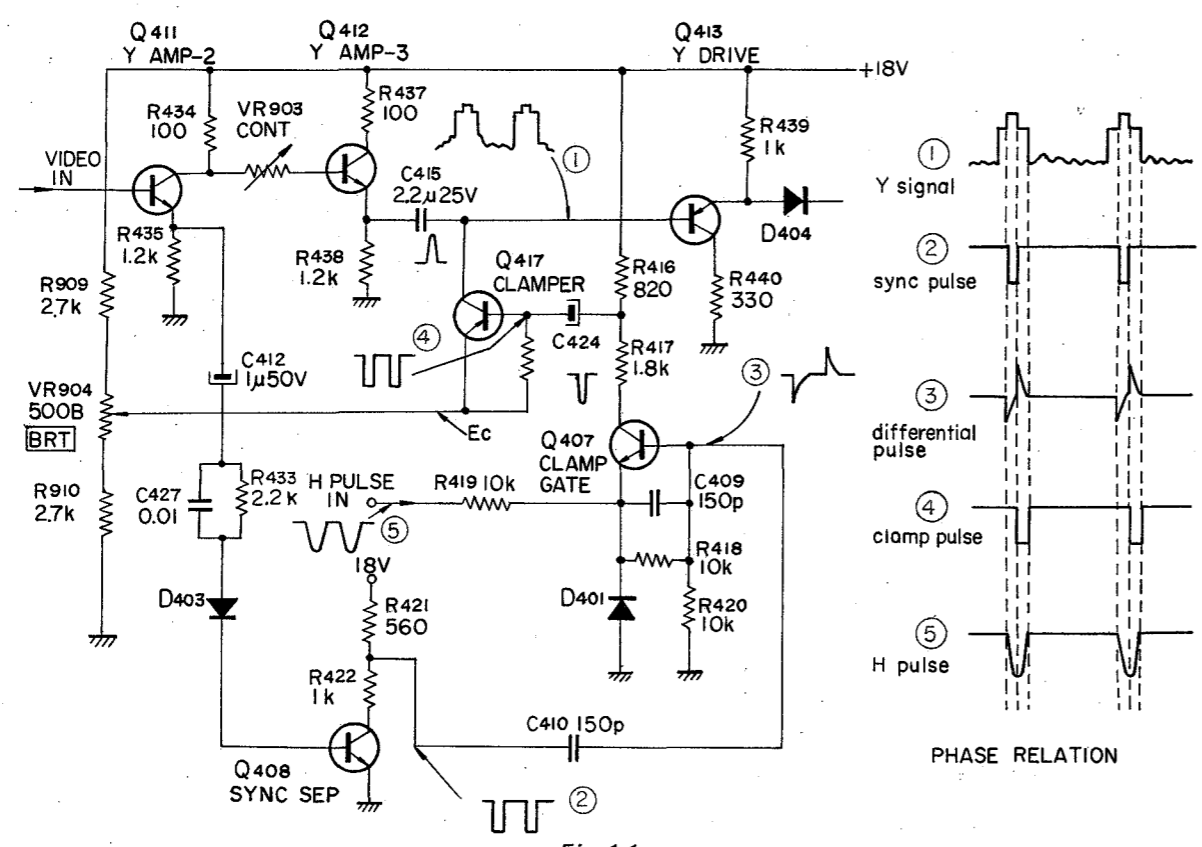 Q411
Y AMP-2
Q412
Y AMP-3
Q413
Y DRIVE
+18V
R434
100
VR903
CONT
R437
100
R439
1k
VIDEO
IN
C415
2.2μ25V
①
D404
R435
1.2k
R438
1.2k
Q417
CLAMPER
R416
820
R440
330
R909
2.7k
④
C424
R417
1.8k
③
C412
1μ50V
VR904
500B
BRT
Ec
Q407
CLAMP
GATE
R910
2.7k
C427
0.01
R433
2.2k
H PULSE
IN
⑤
R419 10k
C409
150p
18V
R418
10k
D403
R421
560
D401
R420
10k
R422
1k
C410 150p
Q408
SYNC SEP
②
①
Y signal
②
sync pulse
③
differential
pulse
④
clamp pulse
⑤
H pulse
PHASE RELATION